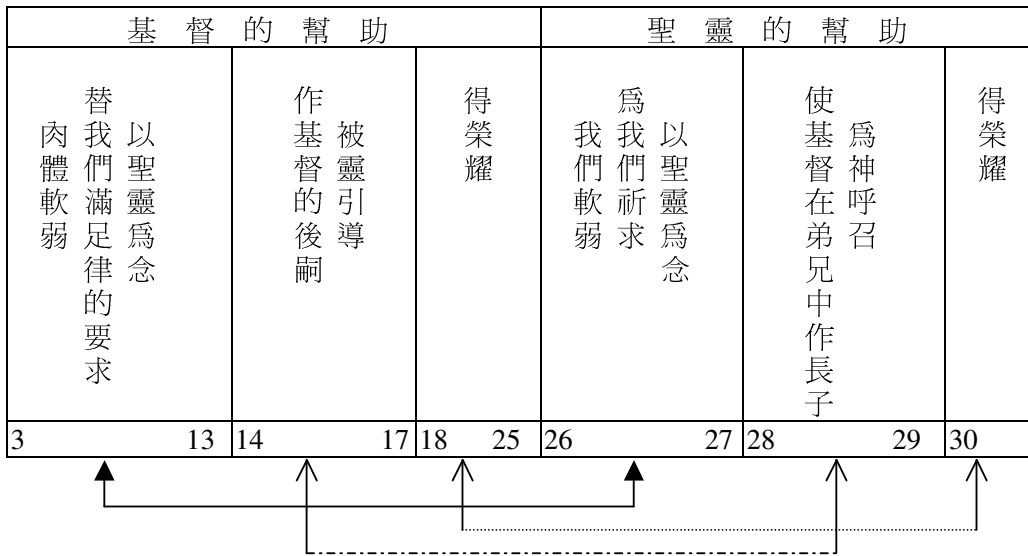 基督的幫助
聖靈的幫助
以聖靈爲念
替我們滿足律的要求
肉體軟弱
被靈引導
作基督的後嗣
得榮耀
以聖靈爲念
爲我們祈求
我們軟弱
爲神呼召
使基督在弟兄中作長子
得榮耀
3 13 14 17 18 25 26 27 28 29 30